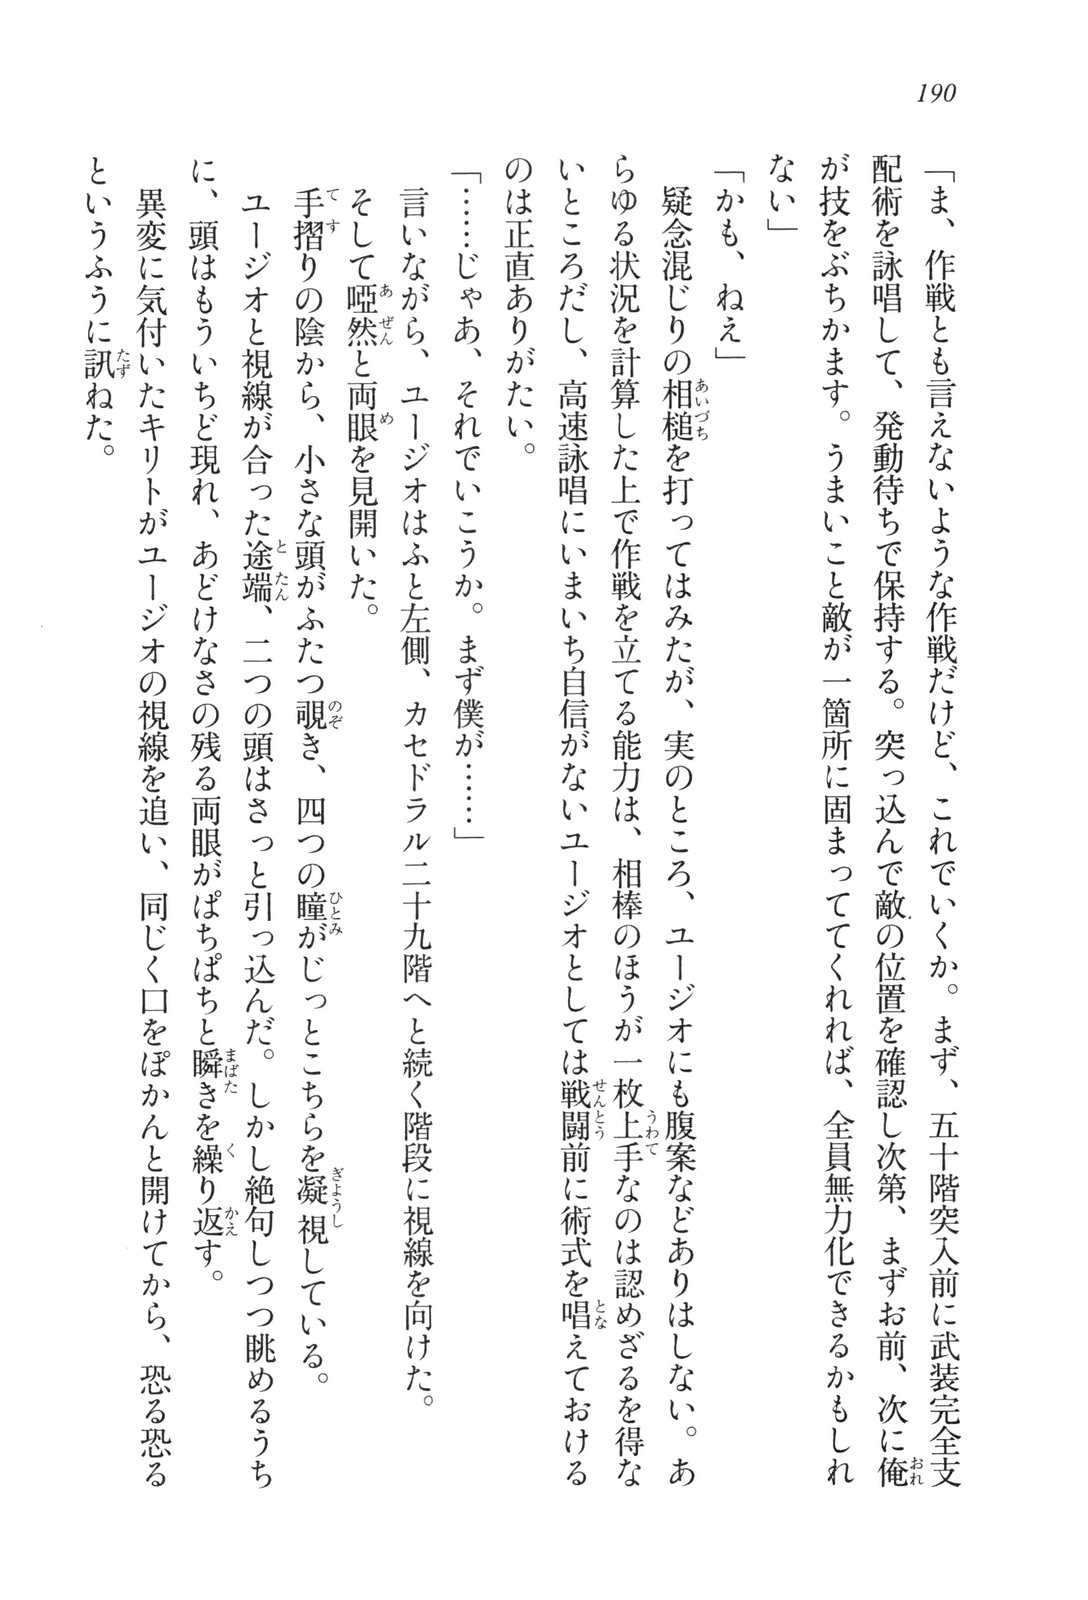 190
「ま、作戦とも言えないような作戦だけど、これでいくか。まず、五十階突入前に武装完全支
配術を詠唱して、発動待ちで保持する。突っ込んで敵の位置を確認し次第、まずお前、次に俺
が技をぶちかます。うまいこと敵が一箇所に固まっててくれれば、全員無力化できるかもしれ
ない」
「かも、ねえ」
　疑念混じりの相槌を打ってはみたが、実のところ、ユージオにも腹案などありはしない。あ
らゆる状況を計算した上で作戦を立てる能力は、相棒のほうが一枚上手なのは認めざるを得な
いところだし、高速詠唱にいまいち自信がないユージオとしては戦闘前に術式を唱えておける
のは正直ありがたい。
「……じゃあ、それでいこうか。まず僕が……」
　言いながら、ユージオはふと左側、カセドラル二十九階へと続く階段に視線を向けた。
そして啞然と両眼を見開いた。
　手摺りの陰から、小さな頭がふたつ覗き、四つの瞳がじっとこちらを凝視している。
　ユージオと視線が合った途端、二つの頭はさっと引っ込んだ。しかし絶句しつつ眺めるうち
に、頭はもういちど現れ、あどけなさの残る両眼がぱちぱちと瞬きを繰り返す。
　異変に気付いたキリトがユージオの視線を追い、同じく口をぽかんと開けてから、恐る恐る
というふうに訊ねた。